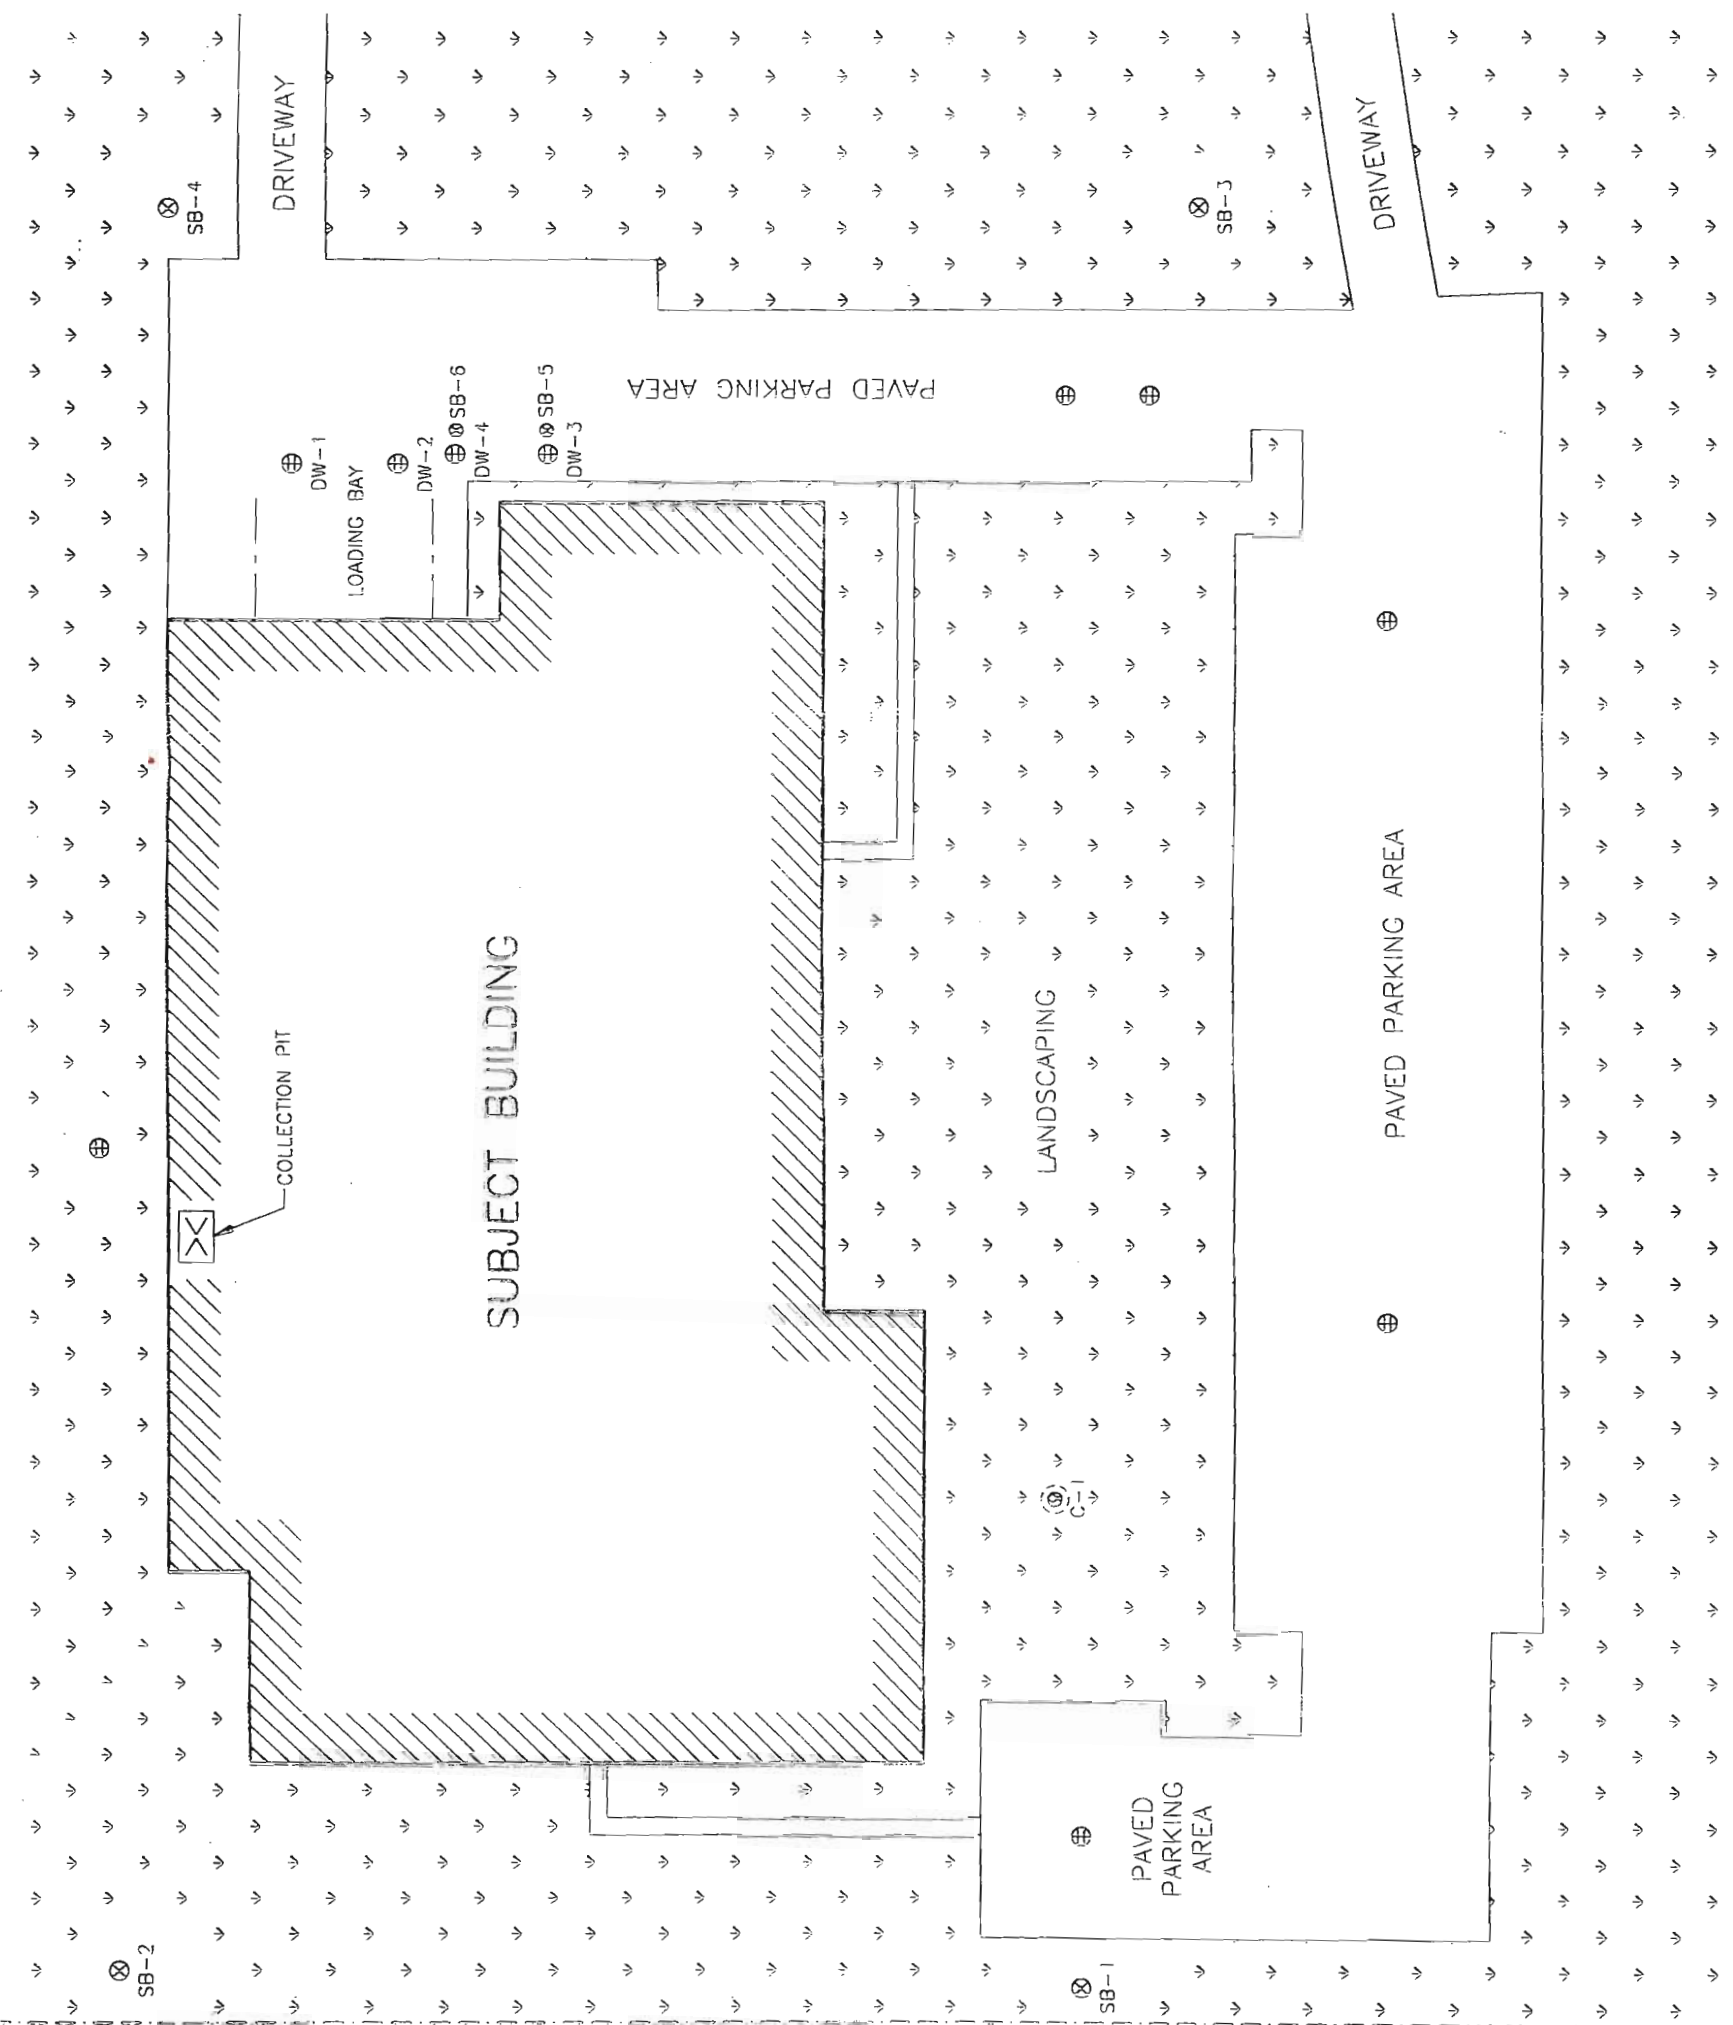 DRIVEWAY
DRIVEWAY
SB-4
SB-3
PAVED PARKING AREA
SB-6
SB-5
DW-1
DW-2
DW-4
DW-3
LOADING BAY
COLLECTION PIT
SUBJECT BUILDING
LANDSCAPING
PAVED PARKING AREA
C-1
PAVED
PARKING
AREA
SB-2
SB-1